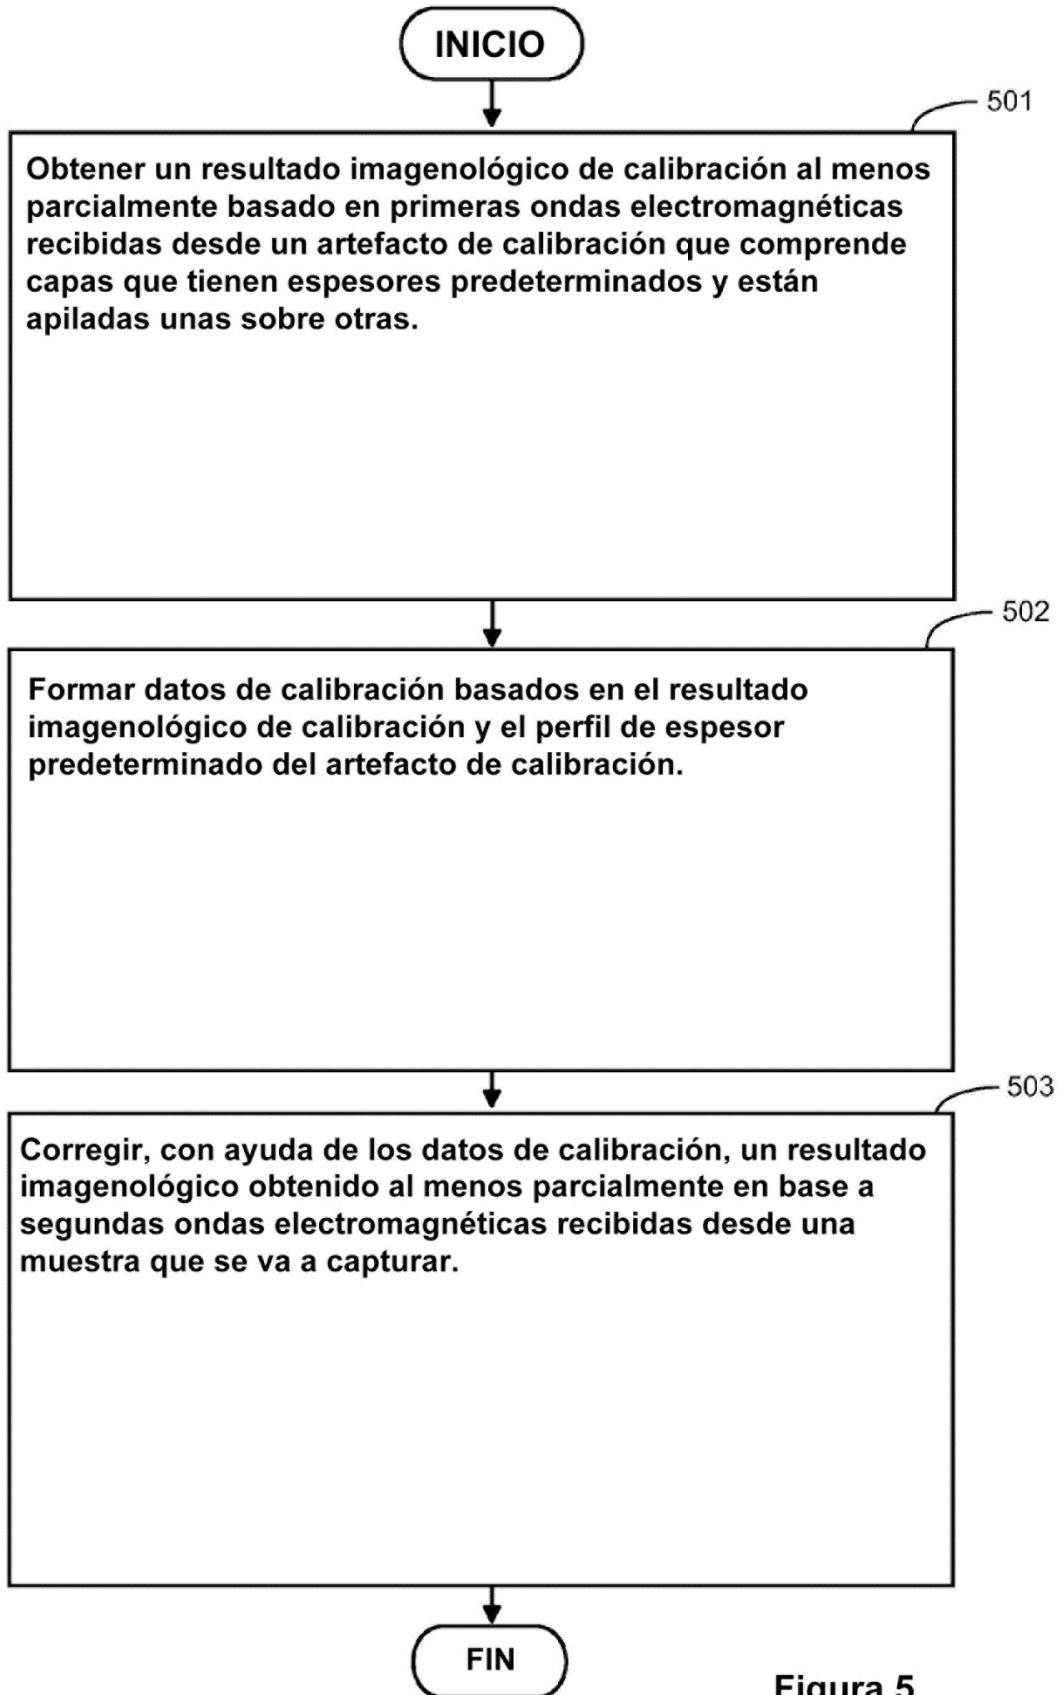 INICIO
501
Obtener un resultado imagenológico de calibración al menos
parcialmente basado en primeras ondas electromagnéticas
recibidas desde un artefacto de calibración que comprende
capas que tienen espesores predeterminados y están
apiladas unas sobre otras.
502
Formar datos de calibración basados en el resultado
imagenológico de calibración y el perfil de espesor
predeterminado del artefacto de calibración.
503
Corregir, con ayuda de los datos de calibración, un resultado
imagenológico obtenido al menos parcialmente en base a
segundas ondas electromagnéticas recibidas desde una
muestra que se va a capturar.
FIN
Figura 5